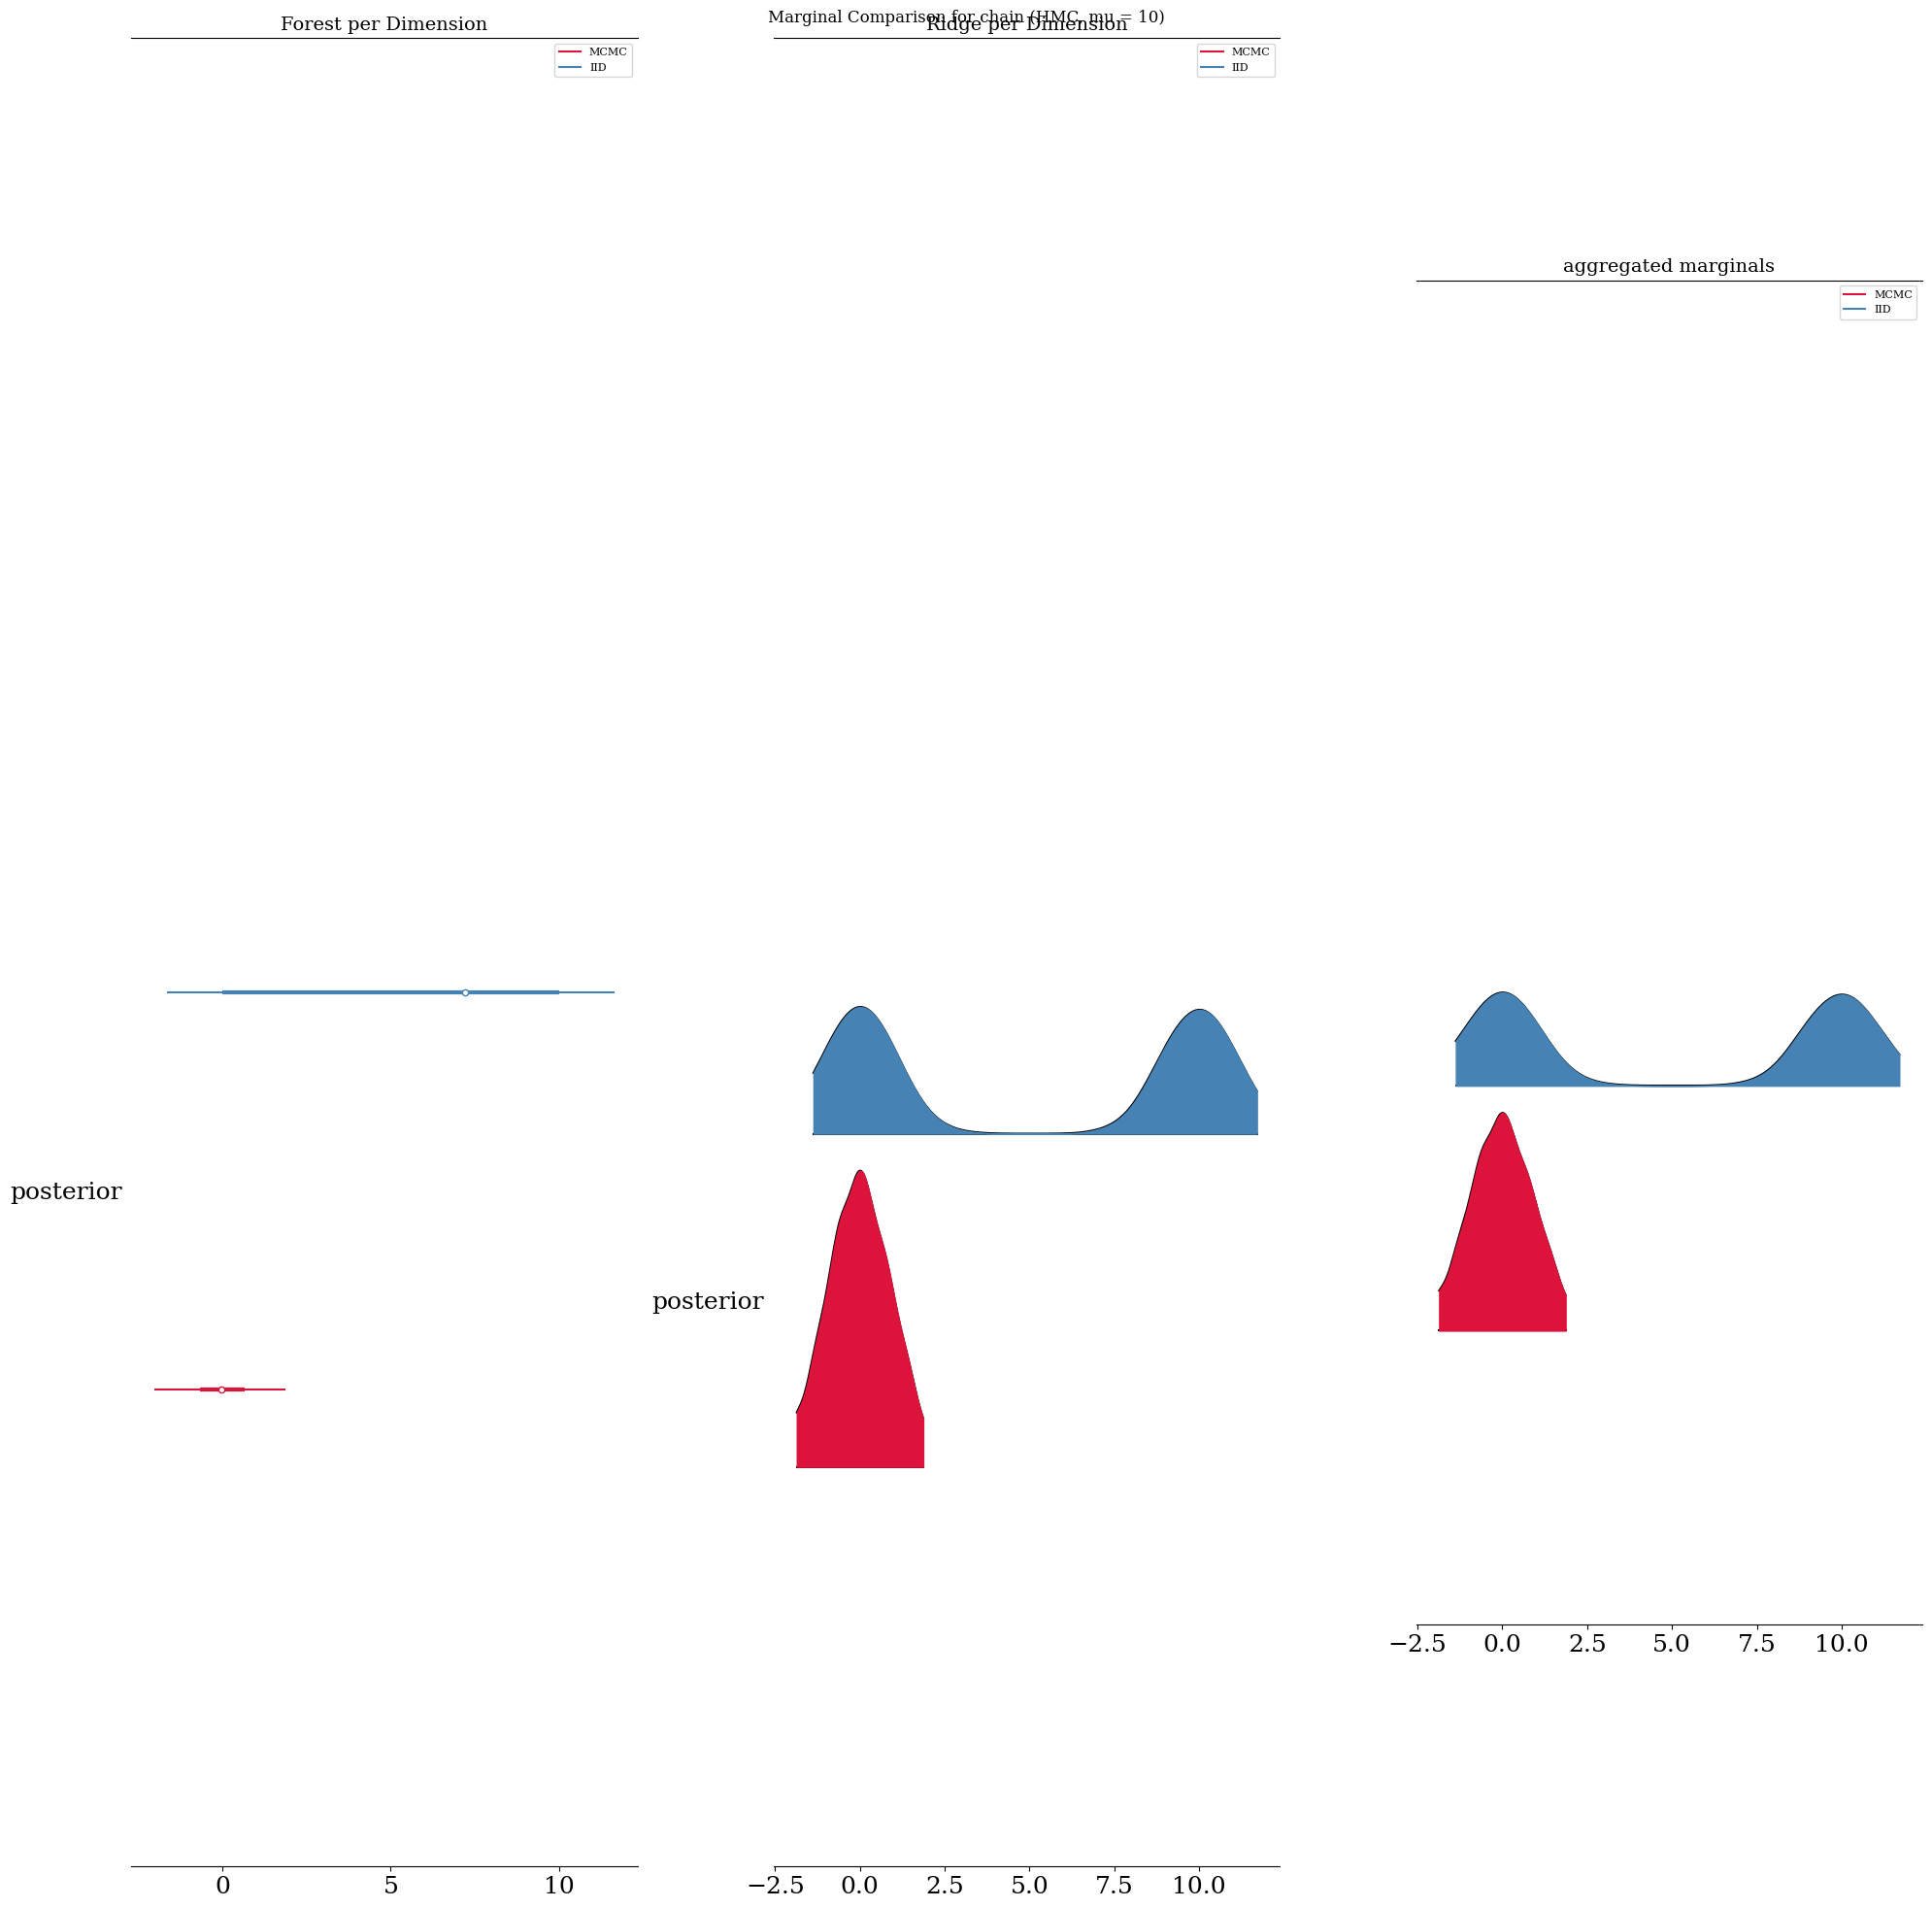 Marginal Comparison for chain (HMC, mu = 10)
Forest per Dimension
MCMC
IID
posterior
0 5 10
Ridge per Dimension
MCMC
IID
posterior
−2.5 0.0 2.5 5.0 7.5 10.0
aggregated marginals
MCMC
IID
−2.5 0.0 2.5 5.0 7.5 10.0